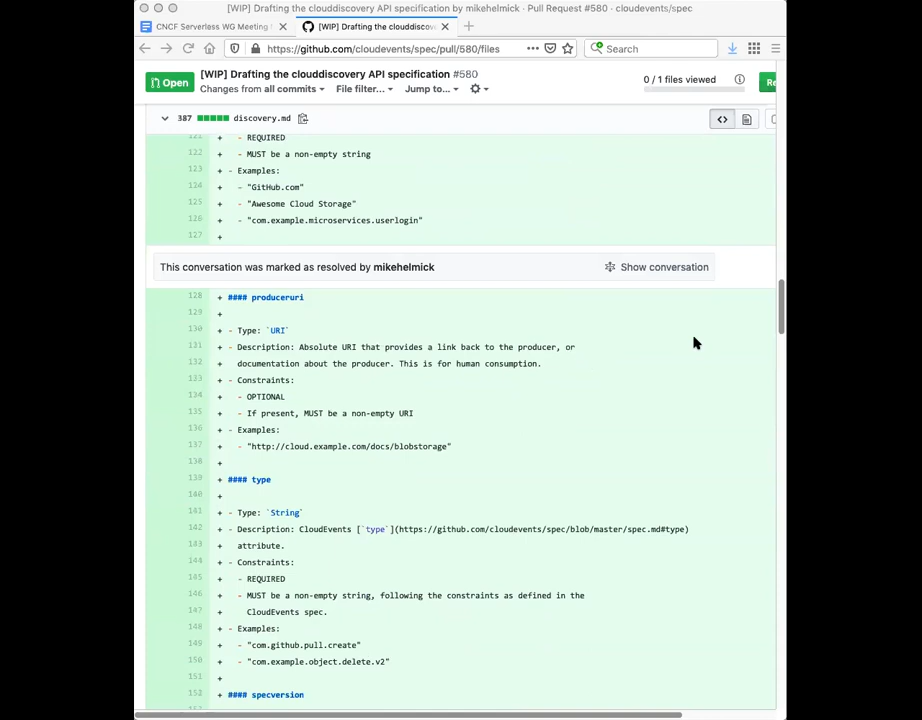 [WIP] Drafting the clouddiscovery API specification by mikehelmick · Pull Request #580 · cloudevents/spec
CNCF Serverless WG Meeting
[WIP] Drafting the clouddiscov
https://github.com/cloudevents/spec/pull/580/files
Search
Open
[WIP] Drafting the clouddiscovery API specification #580
Changes from all commits
File filter...
Jump to...
0 / 1 files viewed
Re
387
discovery.md
121 + - REQUIRED
122 + - MUST be a non-empty string
123 + - Examples:
124 + - "GitHub.com"
125 + - "Awesome Cloud Storage"
126 + - "com.example.microservices.userlogin"
127 +
This conversation was marked as resolved by mikehelmick
Show conversation
128 + #### produceruri
129 +
130 + - Type: `URI`
131 + - Description: Absolute URI that provides a link back to the producer, or
132 + documentation about the producer. This is for human consumption.
133 + - Constraints:
134 + - OPTIONAL
135 + - If present, MUST be a non-empty URI
136 + - Examples:
137 + - "http://cloud.example.com/docs/blobstorage"
138 +
139 + #### type
140 +
141 + - Type: `String`
142 + - Description: CloudEvents [`type`](https://github.com/cloudevents/spec/blob/master/spec.md#type)
143 + attribute.
144 + - Constraints:
145 + - REQUIRED
146 + - MUST be a non-empty string, following the constraints as defined in the
147 + CloudEvents spec.
148 + - Examples:
149 + - "com.github.pull.create"
150 + - "com.example.object.delete.v2"
151 +
152 + #### specversion